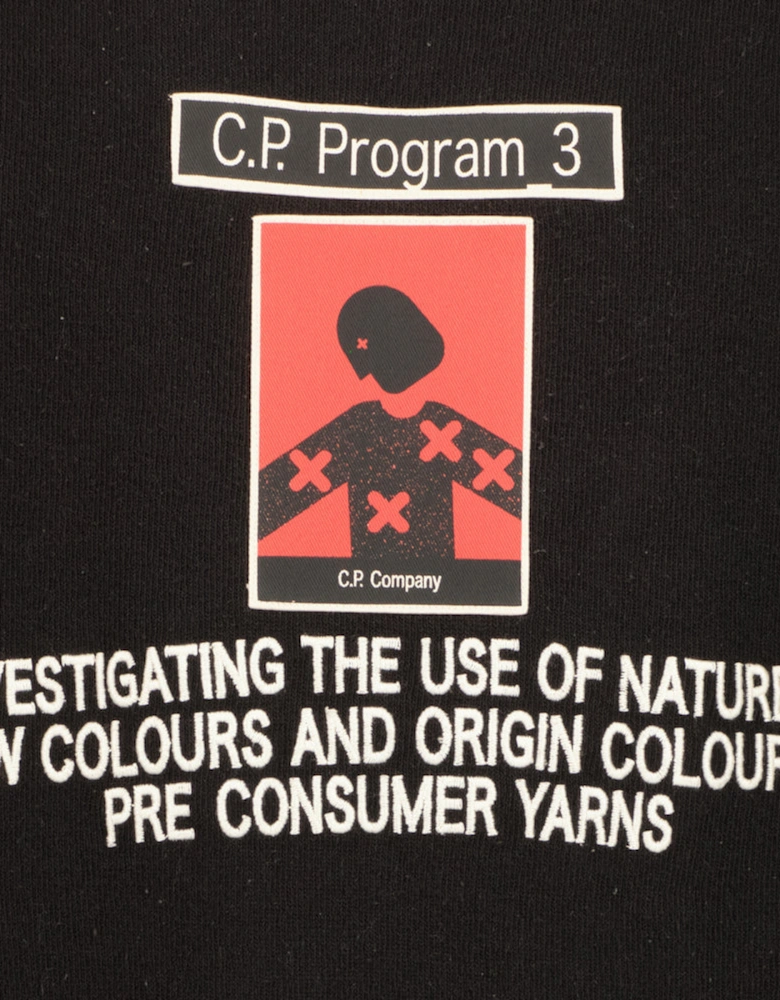 C.P. Program_3
C.P. Company
THE USE OF
COLOURS AND ORIGIN
PRE CONSUMER YARNS